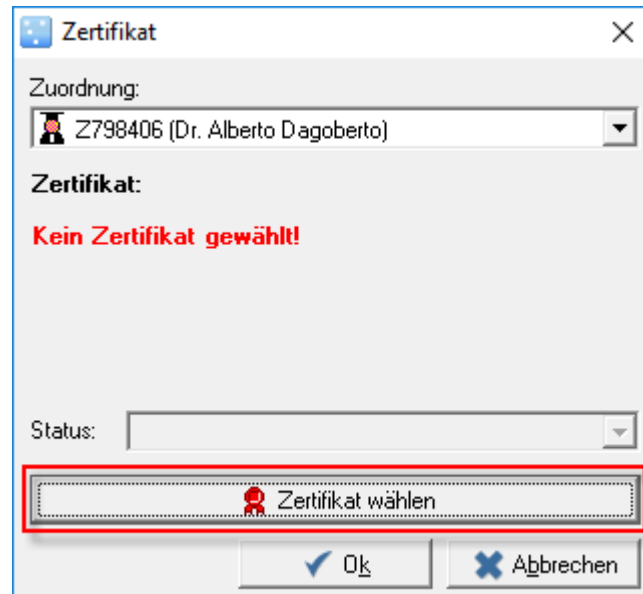 Zertifikat
Zuordnung:
Z798406 (Dr. Alberto Dagoberto)
Zertifikat:
Kein Zertifikat gewählt!
Status:
Zertifikat wählen
Ok
Abbrechen